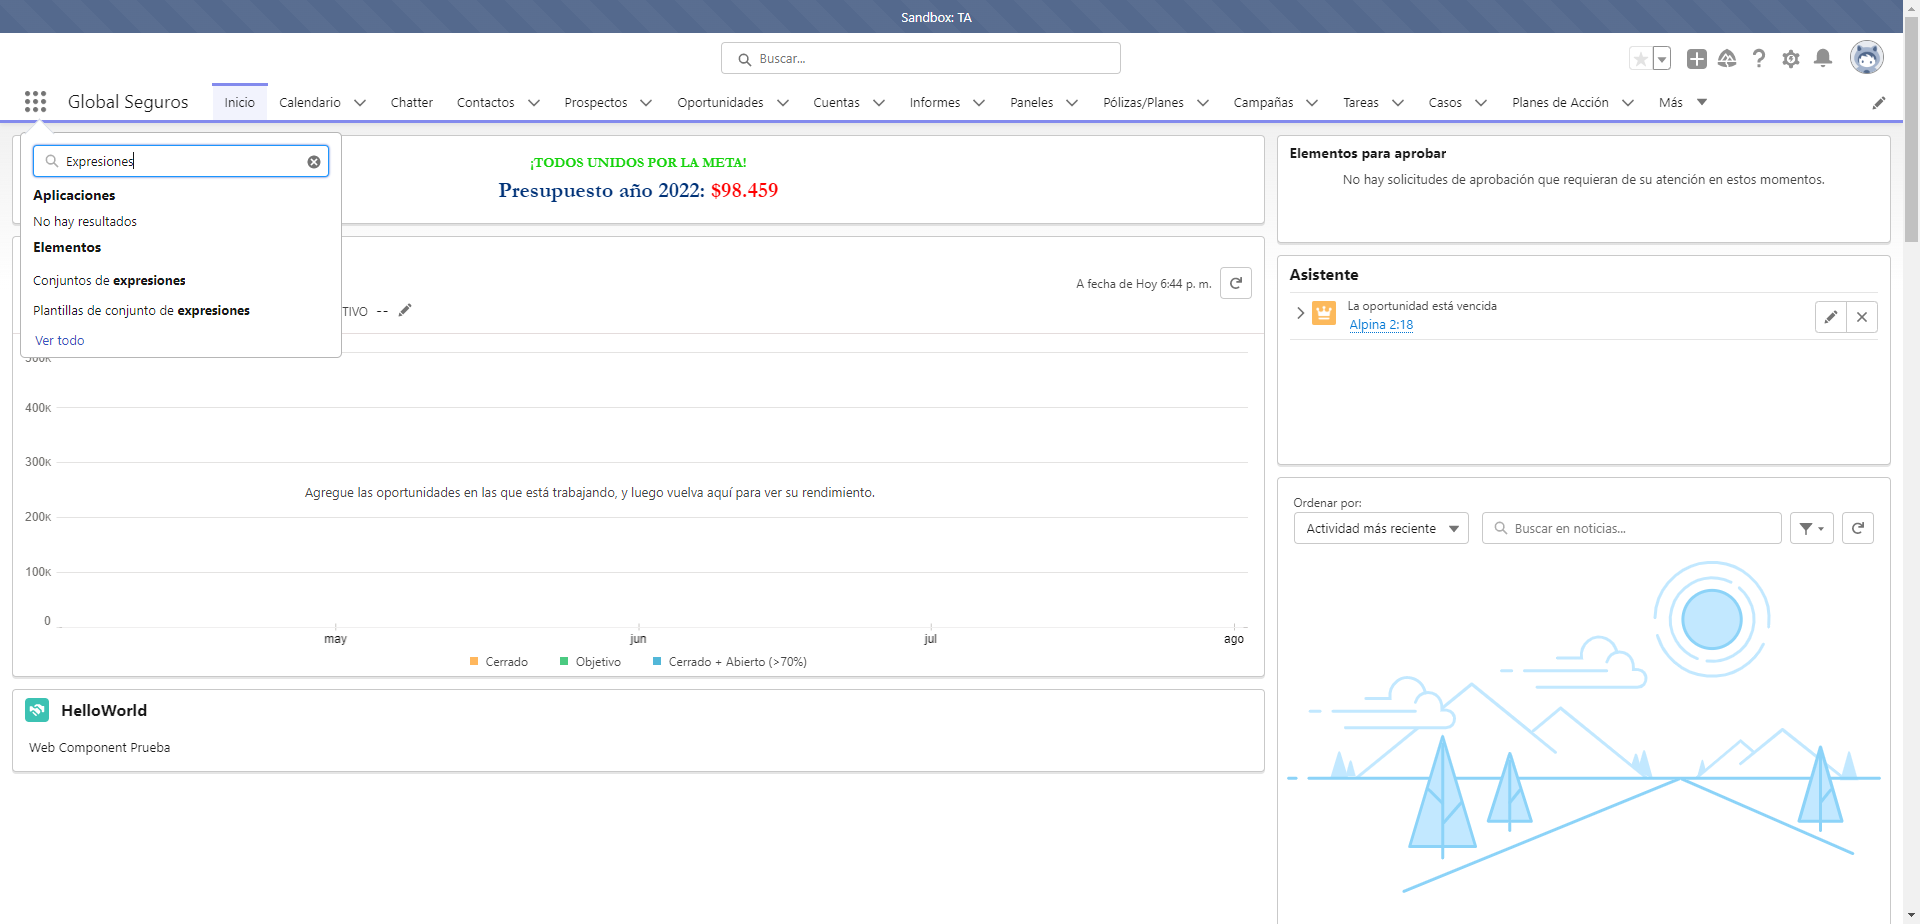 Sandbox: TA
Buscar...
Global Seguros
Inicio
Calendario
Chatter
Contactos
Prospectos
Oportunidades
Cuentas
Informes
Paneles
Pólizas/Planes
Campañas
Tareas
Casos
Planes de Acción
Más
Expresiones
Aplicaciones
No hay resultados
Elementos
Conjuntos de expresiones
Plantillas de conjunto de expresiones
Ver todo
¡TODOS UNIDOS POR LA META!
Presupuesto año 2022: $98.459
A fecha de Hoy 6:44 p. m.
TIVO --
500K
400K
300K
200K
100K
0
Agregue las oportunidades en las que está trabajando, y luego vuelva aquí para ver su rendimiento.
may
jun
jul
ago
Cerrado
Objetivo
Cerrado + Abierto (>70%)
HelloWorld
Web Component Prueba
Elementos para aprobar
No hay solicitudes de aprobación que requieran de su atención en estos momentos.
Asistente
La oportunidad está vencida
Alpina 2:18
Ordenar por:
Actividad más reciente
Buscar en noticias...